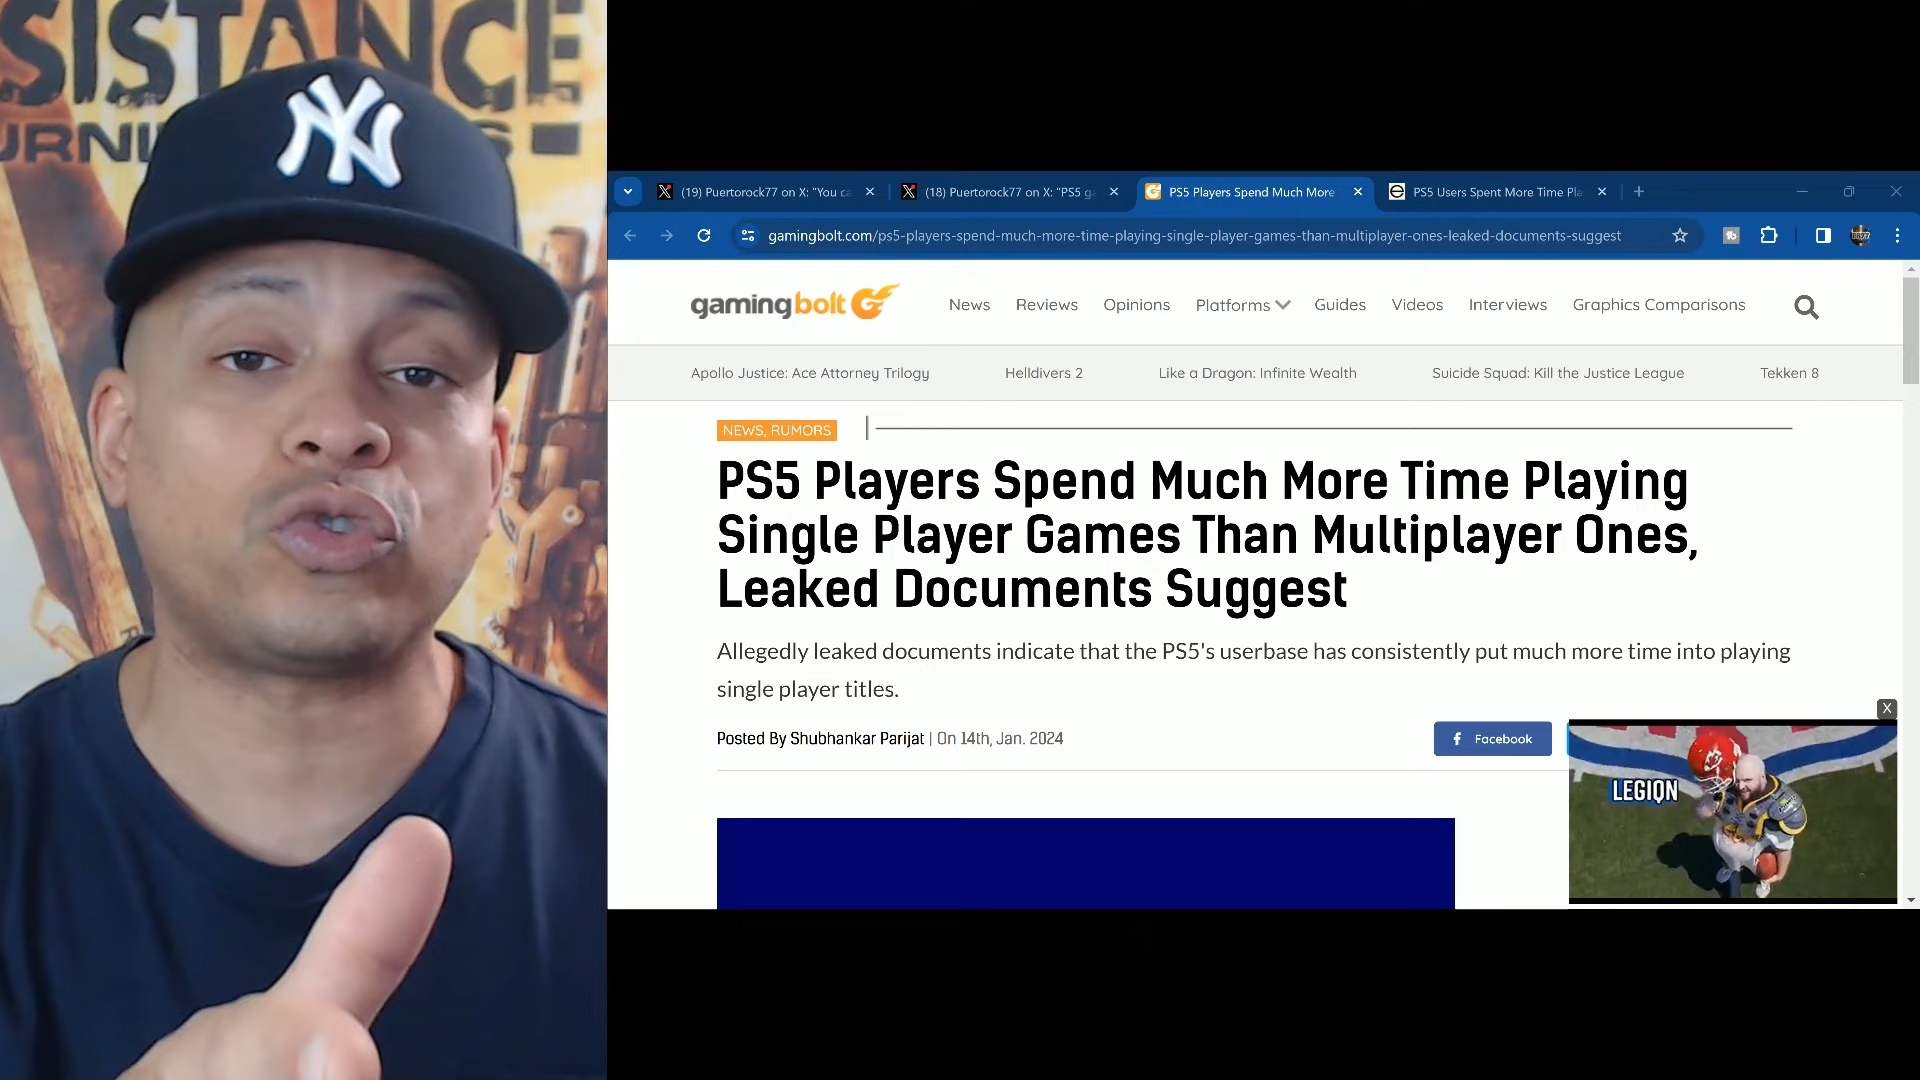 SISTANCE
URNI
S
NY
(19) Puertorock77 on X: "You ca
(18) Puertorock77 on X: "PS5 ga
PS5 Players Spend Much More
PS5 Users Spent More Time Pla
gamingbolt.com/ps5-players-spend-much-more-time-playing-single-player-games-than-multiplayer-ones-leaked-documents-suggest
gamingbolt
News Reviews Opinions Platforms Guides Videos Interviews Graphics Comparisons
Apollo Justice: Ace Attorney Trilogy Helldivers 2 Like a Dragon: Infinite Wealth Suicide Squad: Kill the Justice League Tekken 8
NEWS, RUMORS
PS5 Players Spend Much More Time Playing
Single Player Games Than Multiplayer Ones,
Leaked Documents Suggest
Allegedly leaked documents indicate that the PS5's userbase has consistently put much more time into playing
single player titles.
Posted By Shubhankar Parijat | On 14th, Jan. 2024
Facebook
X
LEGION